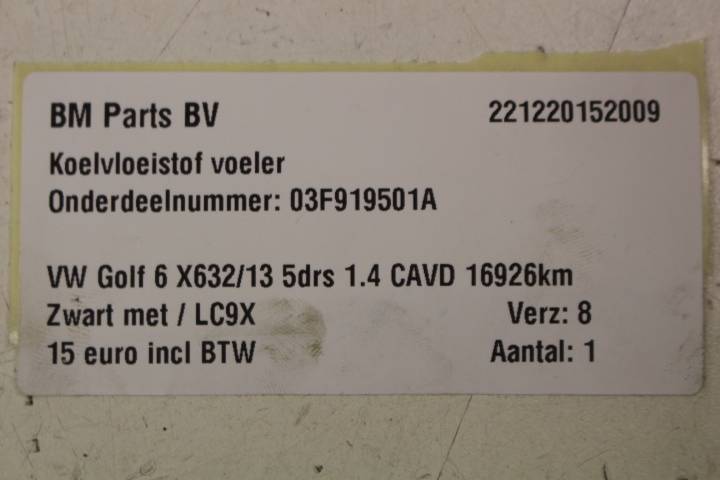 BM Parts BV 221220152009
Koelvloeistof voeler
Onderdeelnummer: 03F919501A
VW Golf 6 X632/13 5drs 1.4 CAVD 16926km
Zwart met / LC9X Verz: 8
15 euro incl BTW Aantal: 1